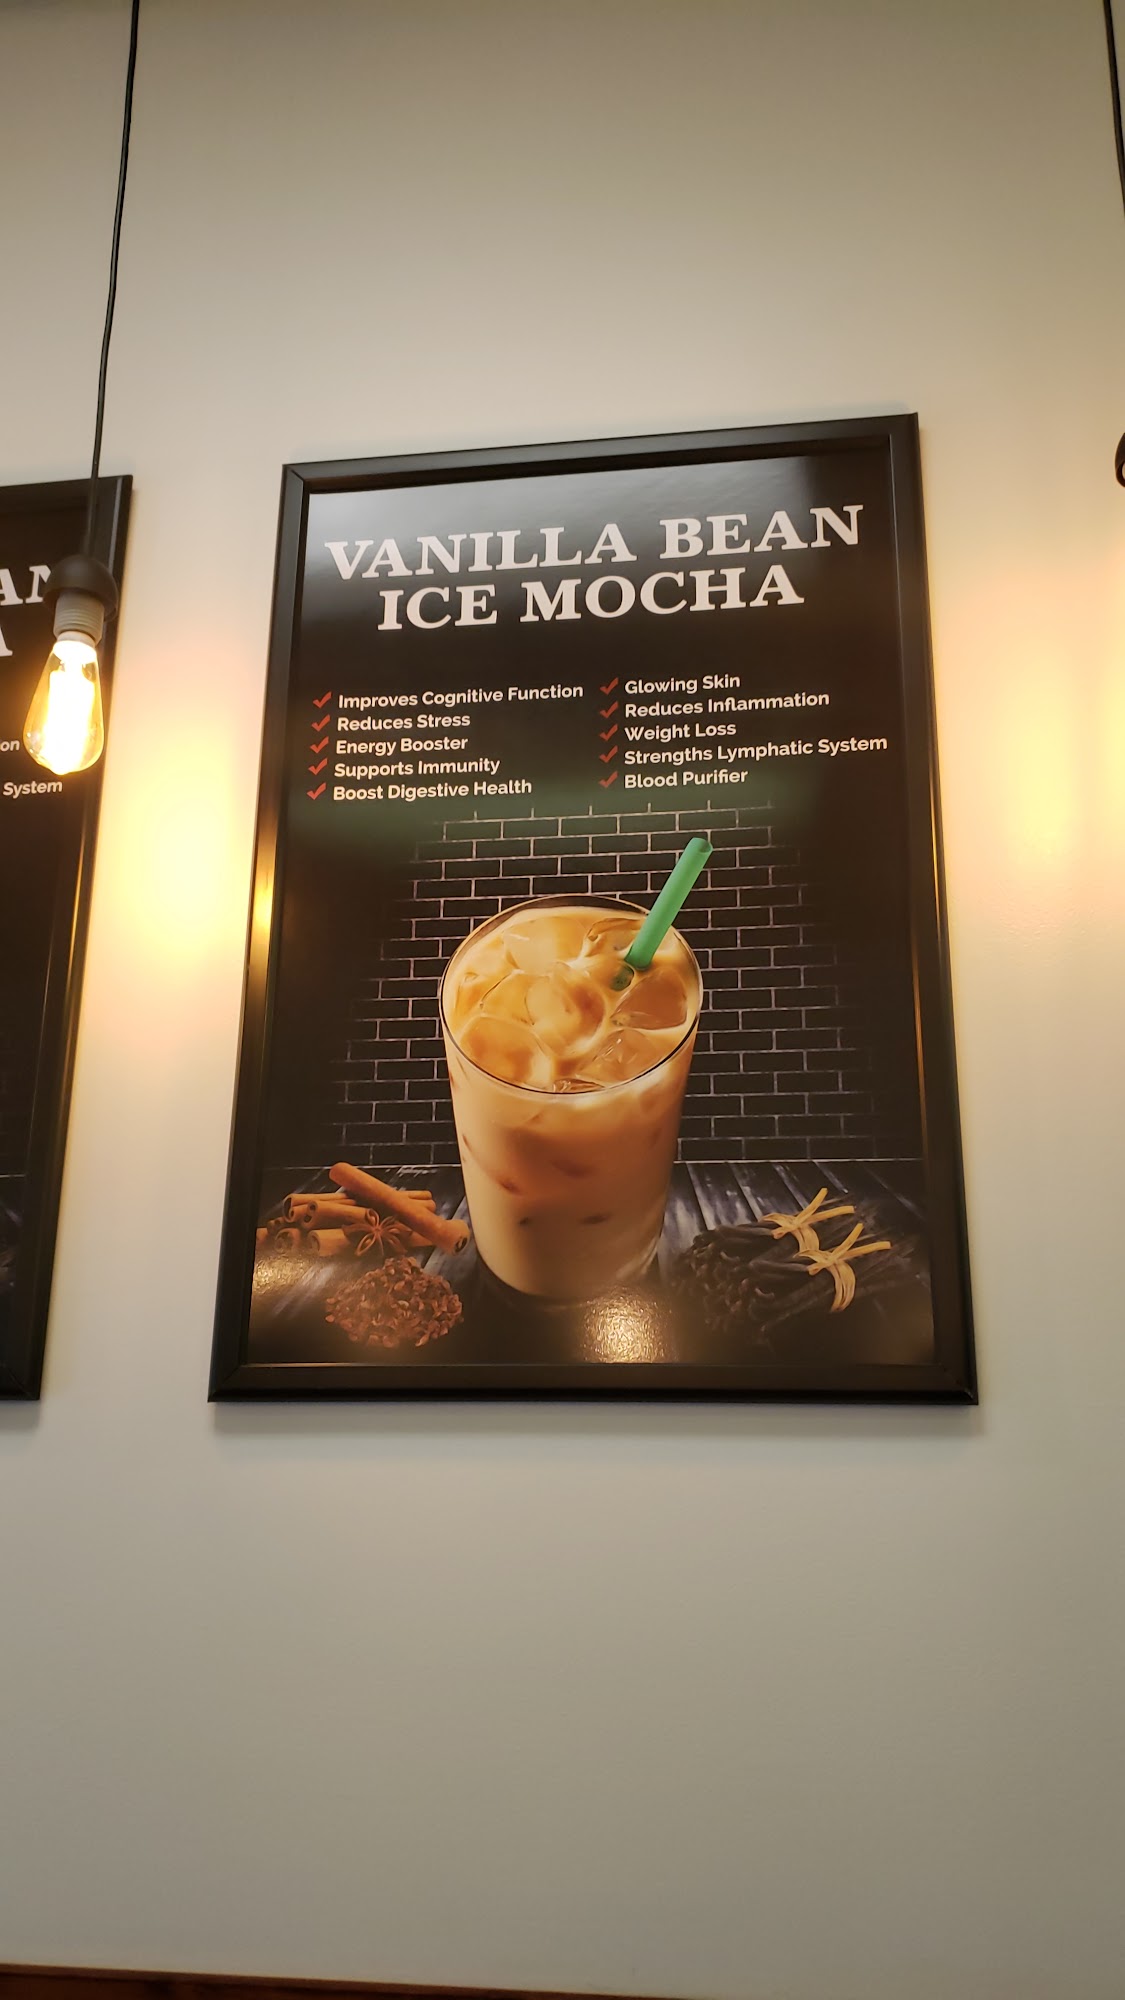 VANILLA BEAN
ICE MOCHA
Improves Cognitive Function
Reduces Stress
Energy Booster
Supports Immunity
Boost Digestive Health
Glowing Skin
Reduces Inflammation
Weight Loss
Strengths Lymphatic System
Blood Purifier
System